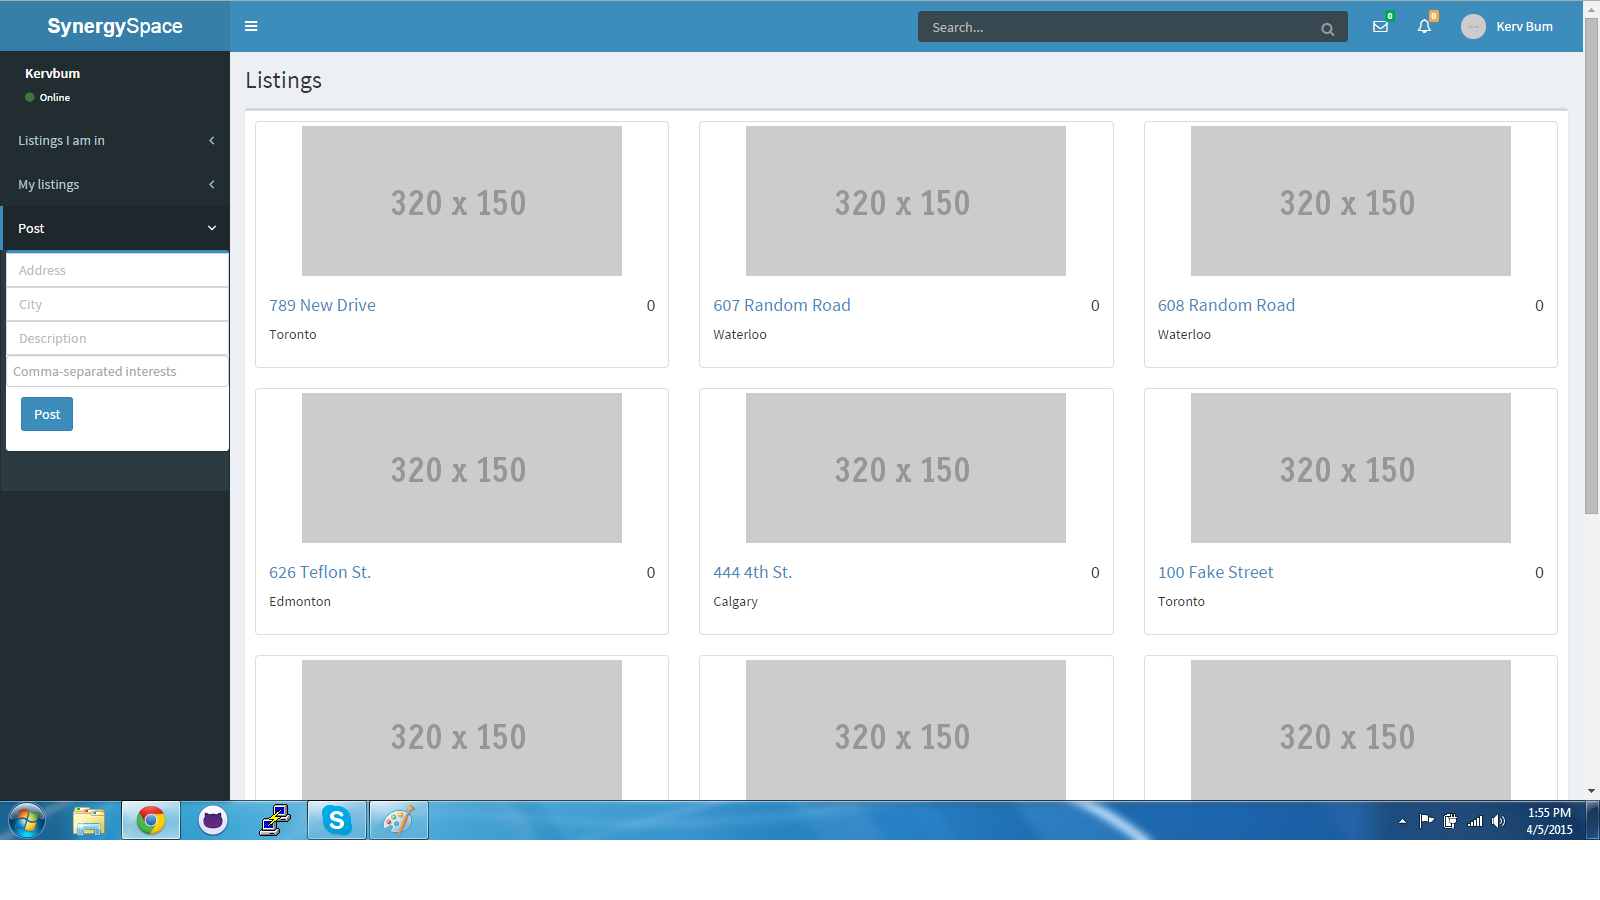 SynergySpace
Search...
0
0
Kerv Bum
Kervbum
Online
Listings I am in
My listings
Post
Address
City
Description
Comma-separated interests
Post
Listings
320 x 150
320 x 150
320 x 150
789 New Drive 0
607 Random Road 0
608 Random Road 0
Toronto
Waterloo
Waterloo
320 x 150
320 x 150
320 x 150
626 Teflon St. 0
444 4th St. 0
100 Fake Street 0
Edmonton
Calgary
Toronto
320 x 150
320 x 150
320 x 150
1:55 PM
4/5/2015